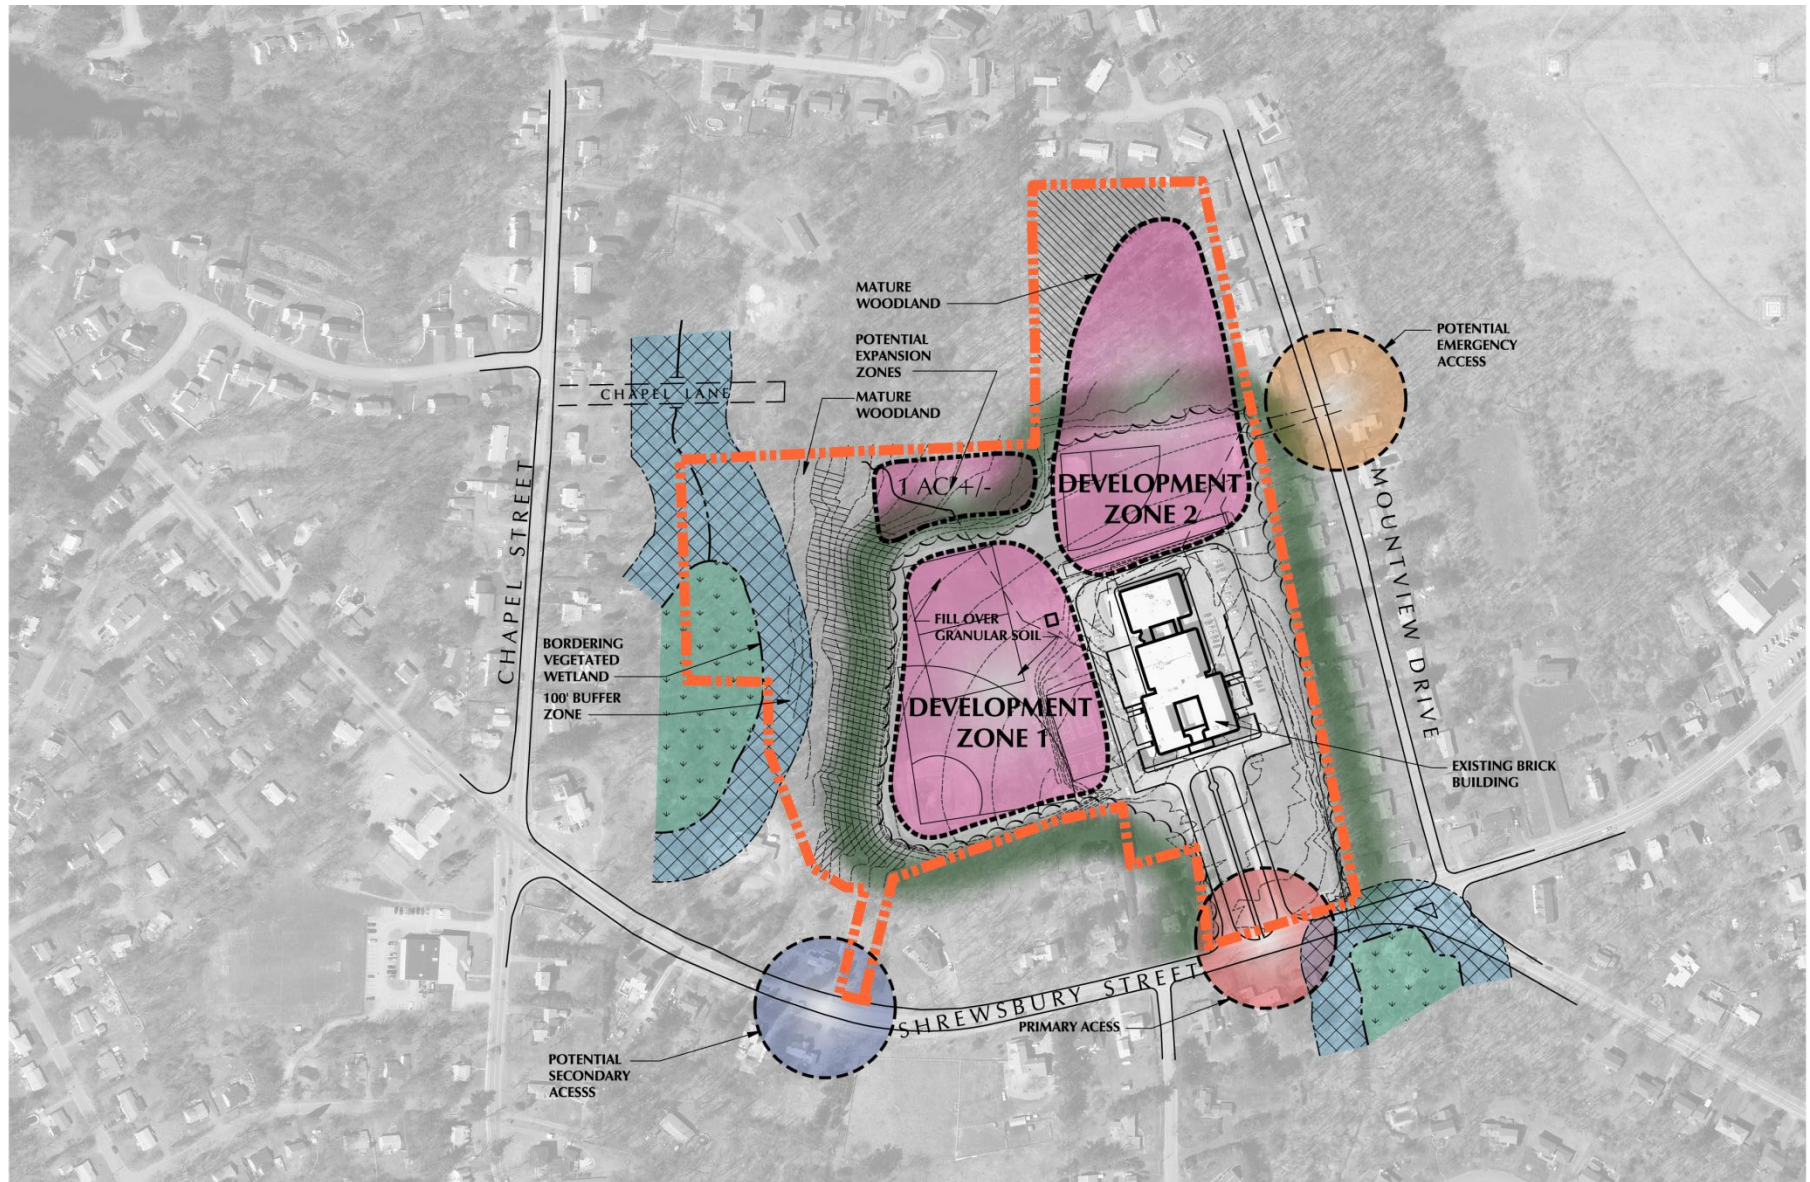 MATURE
WOODLAND
POTENTIAL
EXPANSION
ZONES
MATURE
WOODLAND
POTENTIAL
EMERGENCY
ACCESS
CHAPEL LANE
1 AC +/-
DEVELOPMENT
ZONE 2
CHAPEL STREET
MOUNTVIEW DRIVE
FILL OVER
GRANULAR SOIL
BORDERING
VEGETATED
WETLAND
100' BUFFER
ZONE
DEVELOPMENT
ZONE 1
EXISTING BRICK
BUILDING
SHREWSBURY STREET
PRIMARY ACESS
POTENTIAL
SECONDARY
ACESSS